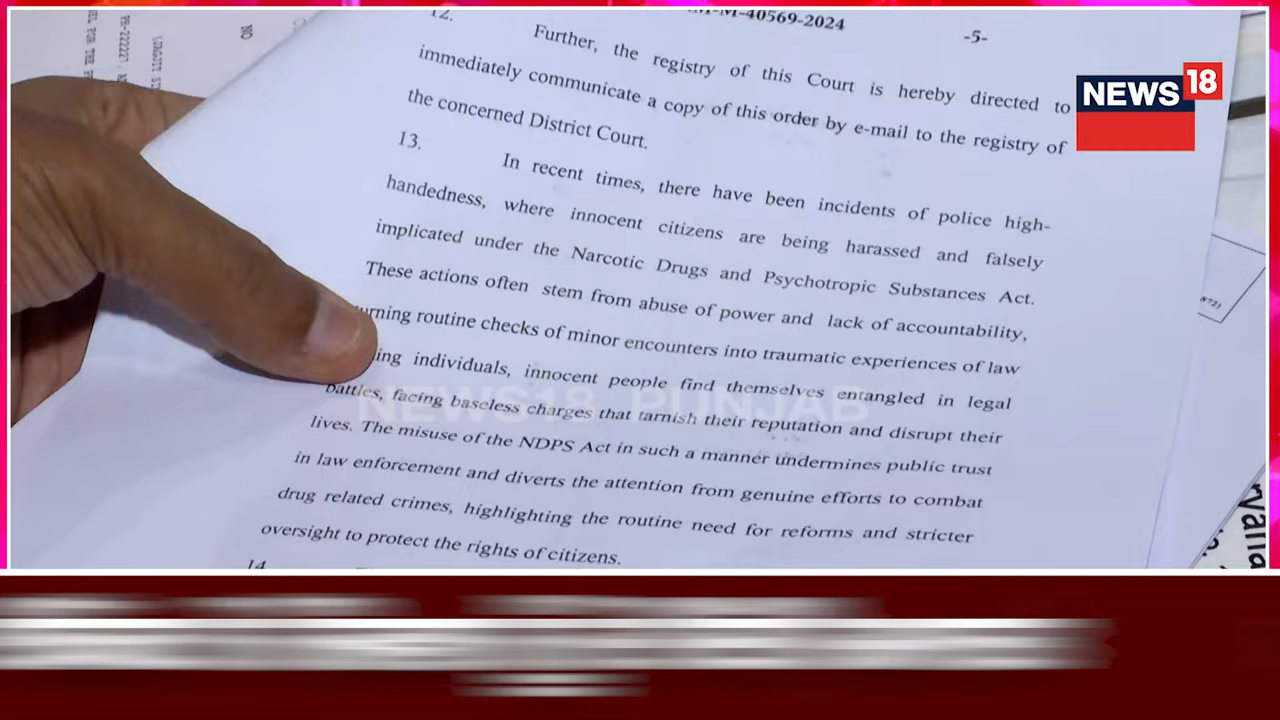 M-40569-2024
-5-
12.
Further, the registry of this Court is hereby directed to
immediately communicate a copy of this order by e-mail to the registry of
the concerned District Court.
13.
In recent times, there have been incidents of police high-
handedness, where innocent citizens are being harassed and falsely
implicated under the Narcotic Drugs and Psychotropic Substances Act.
These actions often stem from abuse of power and lack of accountability,
routine checks of minor encounters into traumatic experiences of law
individuals, innocent people find themselves entangled in legal
battles, facing baseless charges that tarnish their reputation and disrupt their
lives. The misuse of the NDPS Act in such a manner undermines public trust
in law enforcement and diverts the attention from genuine efforts to combat
drug related crimes, highlighting the routine need for reforms and stricter
oversight to protect the rights of citizens.
14
NEWS 18
NEWS18 PUNJAB
NO